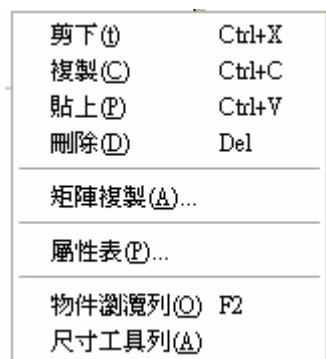 剪下(t) Ctrl+X
複製(C) Ctrl+C
貼上(P) Ctrl+V
刪除(D) Del
矩陣複製(A)...
屬性表(P)...
物件瀏覽列(O) F2
尺寸工具列(A)